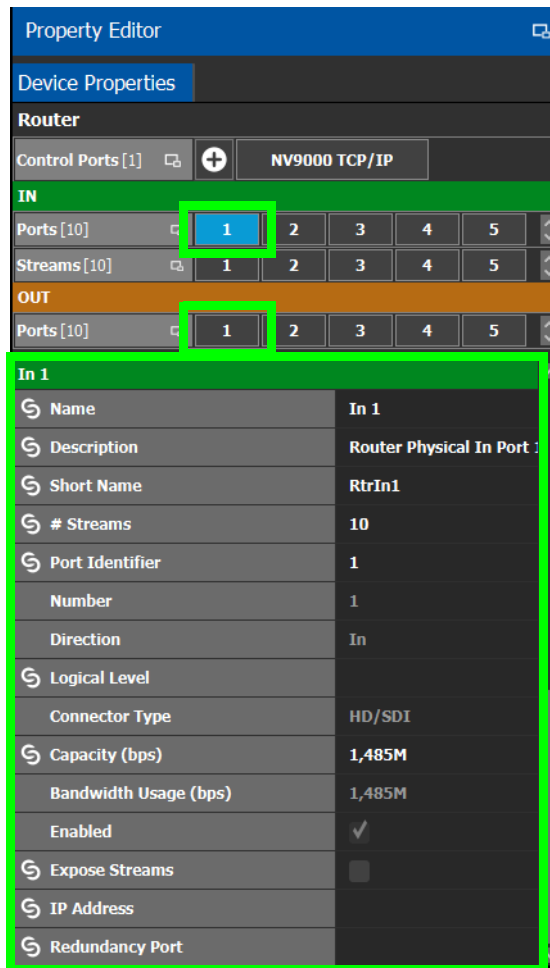 Property Editor
Device Properties
Router
Control Ports [1] NV9000 TCP/IP
IN
Ports [10] 1 2 3 4 5
Streams [10] 1 2 3 4 5
OUT
Ports [10] 1 2 3 4 5
In 1
Name In 1
Description Router Physical In Port 1
Short Name RtrIn1
# Streams 10
Port Identifier 1
Number 1
Direction In
Logical Level
Connector Type HD/SDI
Capacity (bps) 1,485M
Bandwidth Usage (bps) 1,485M
Enabled
Expose Streams
IP Address
Redundancy Port